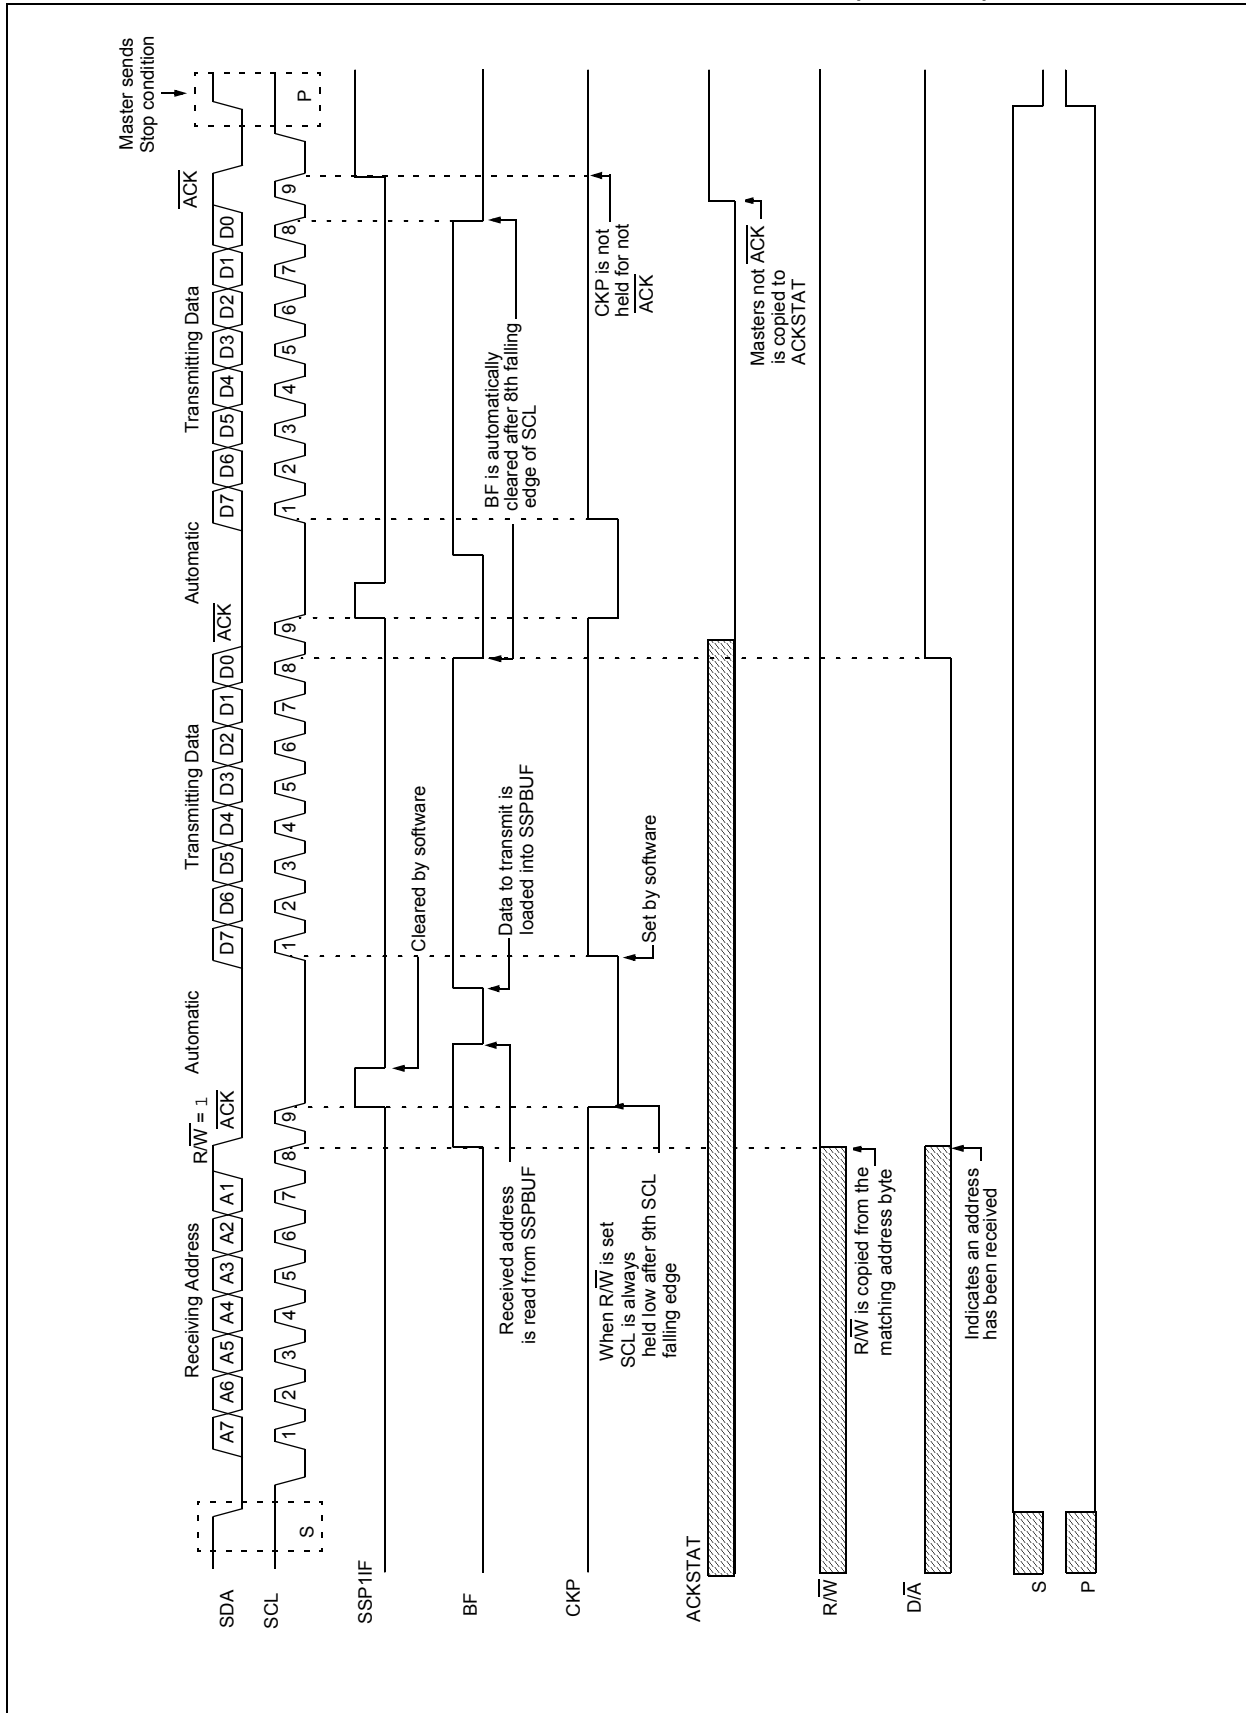 Master sends
Stop condition
Receiving Address
R/W = 1
ACK
Automatic
Transmitting Data
ACK
Automatic
Transmitting Data
ACK
SDA
A7 A6 A5 A4 A3 A2 A1
D7 D6 D5 D4 D3 D2 D1 D0
D7 D6 D5 D4 D3 D2 D1 D0
SCL
S
1 2 3 4 5 6 7 8 9
1 2 3 4 5 6 7 8 9
1 2 3 4 5 6 7 8 9
P
SSP1IF
Cleared by software
BF
Received address
is read from SSPBUF
Data to transmit is
loaded into SSPBUF
BF is automatically
cleared after 8th falling
edge of SCL
CKP
When R/W is set
SCL is always
held low after 9th SCL
falling edge
Set by software
CKP is not
held for not
ACK
ACKSTAT
Masters not ACK
is copied to
ACKSTAT
R/W
R/W is copied from the
matching address byte
D/A
Indicates an address
has been received
S
P